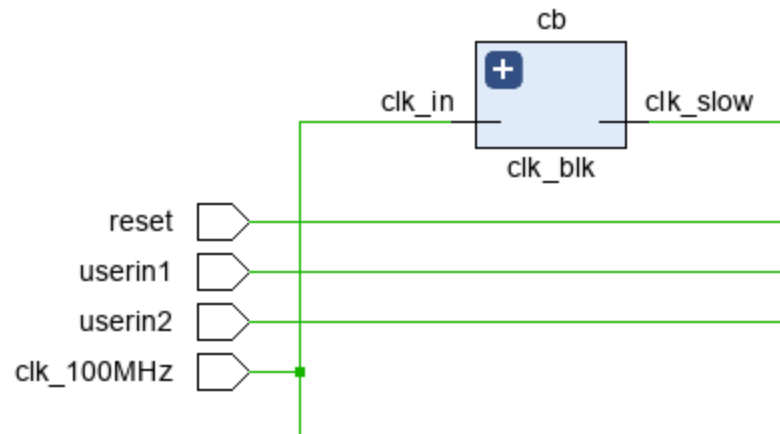 cb
clk_in
clk_slow
clk_blk
reset
userin1
userin2
clk_100MHz